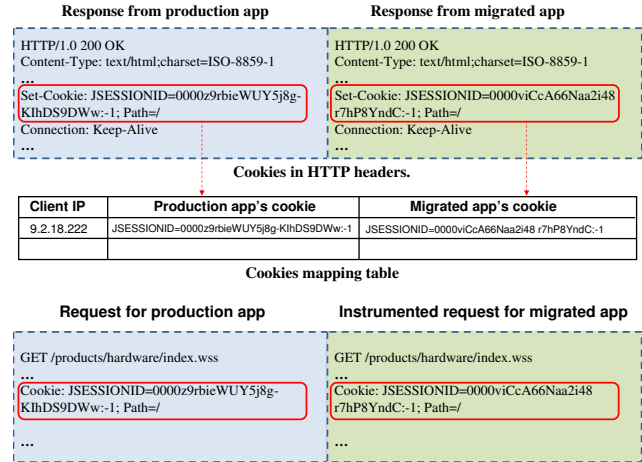 Response from production app
Response from migrated app
HTTP/1.0 200 OK
Content-Type: text/html;charset=ISO-8859-1
...
Set-Cookie: JSESSIONID=0000z9rbieWUY5j8g-
KIhDS9DWw:-1; Path=/
Connection: Keep-Alive
...
HTTP/1.0 200 OK
Content-Type: text/html;charset=ISO-8859-1
...
Set-Cookie: JSESSIONID=0000viCcA66Naa2i48
r7hP8YndC:-1; Path=/
Connection: Keep-Alive
...
Cookies in HTTP headers.
Client IP Production app's cookie Migrated app's cookie
9.2.18.222 JSESSIONID=0000z9rbieWUY5j8g-KIhDS9DWw:-1 JSESSIONID=0000viCcA66Naa2i48 r7hP8YndC:-1
Cookies mapping table
Request for production app
Instrumented request for migrated app
GET /products/hardware/index.wss
...
Cookie: JSESSIONID=0000z9rbieWUY5j8g-
KIhDS9DWw:-1; Path=/
...
GET /products/hardware/index.wss
...
Cookie: JSESSIONID=0000viCcA66Naa2i48
r7hP8YndC:-1; Path=/
...